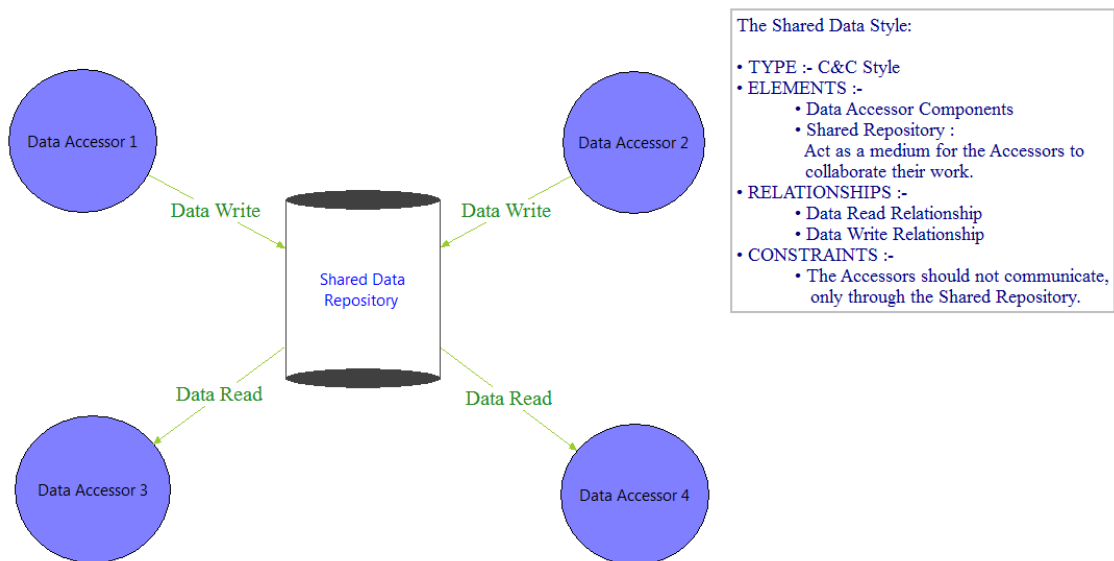 Data Accessor 1
Data Accessor 2
Data Write
Data Write
Shared Data
Repository
Data Read
Data Read
Data Accessor 3
Data Accessor 4
The Shared Data Style:
• TYPE :- C&C Style
• ELEMENTS :-
• Data Accessor Components
• Shared Repository :
Act as a medium for the Accessors to
collaborate their work.
• RELATIONSHIPS :-
• Data Read Relationship
• Data Write Relationship
• CONSTRAINTS :-
• The Accessors should not communicate,
only through the Shared Repository.